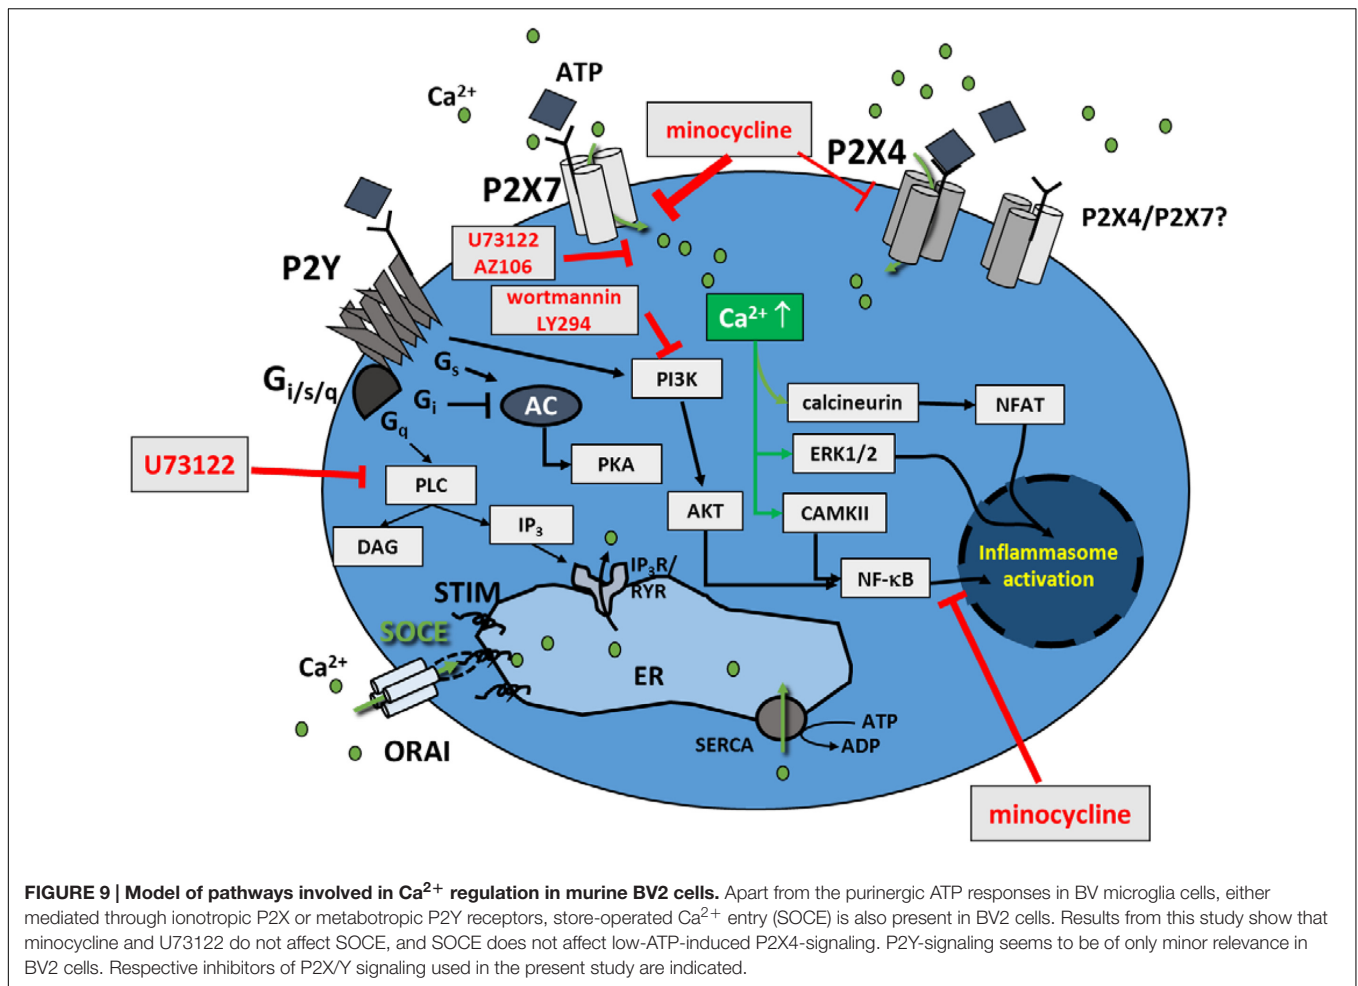 ATP
Ca²⁺
minocycline
P2X4
P2X7
P2X4/P2X7?
U73122
AZ106
P2Y
wortmannin
LY294
Ca²⁺ ↑
Gs
PI3K
Gi/s/q
Gi
AC
calcineurin
NFAT
Gq
ERK1/2
U73122
PKA
PLC
AKT
CAMKII
IP₃
DAG
Inflammasome
activation
IP₃R/
RYR
NF-κB
STIM
SOCE
Ca²⁺
ER
ATP
SERCA
ADP
ORAI
minocycline
FIGURE 9 | Model of pathways involved in Ca²⁺ regulation in murine BV2 cells. Apart from the purinergic ATP responses in BV microglia cells, either
mediated through ionotropic P2X or metabotropic P2Y receptors, store-operated Ca²⁺ entry (SOCE) is also present in BV2 cells. Results from this study show that
minocycline and U73122 do not affect SOCE, and SOCE does not affect low-ATP-induced P2X4-signaling. P2Y-signaling seems to be of only minor relevance in
BV2 cells. Respective inhibitors of P2X/Y signaling used in the present study are indicated.